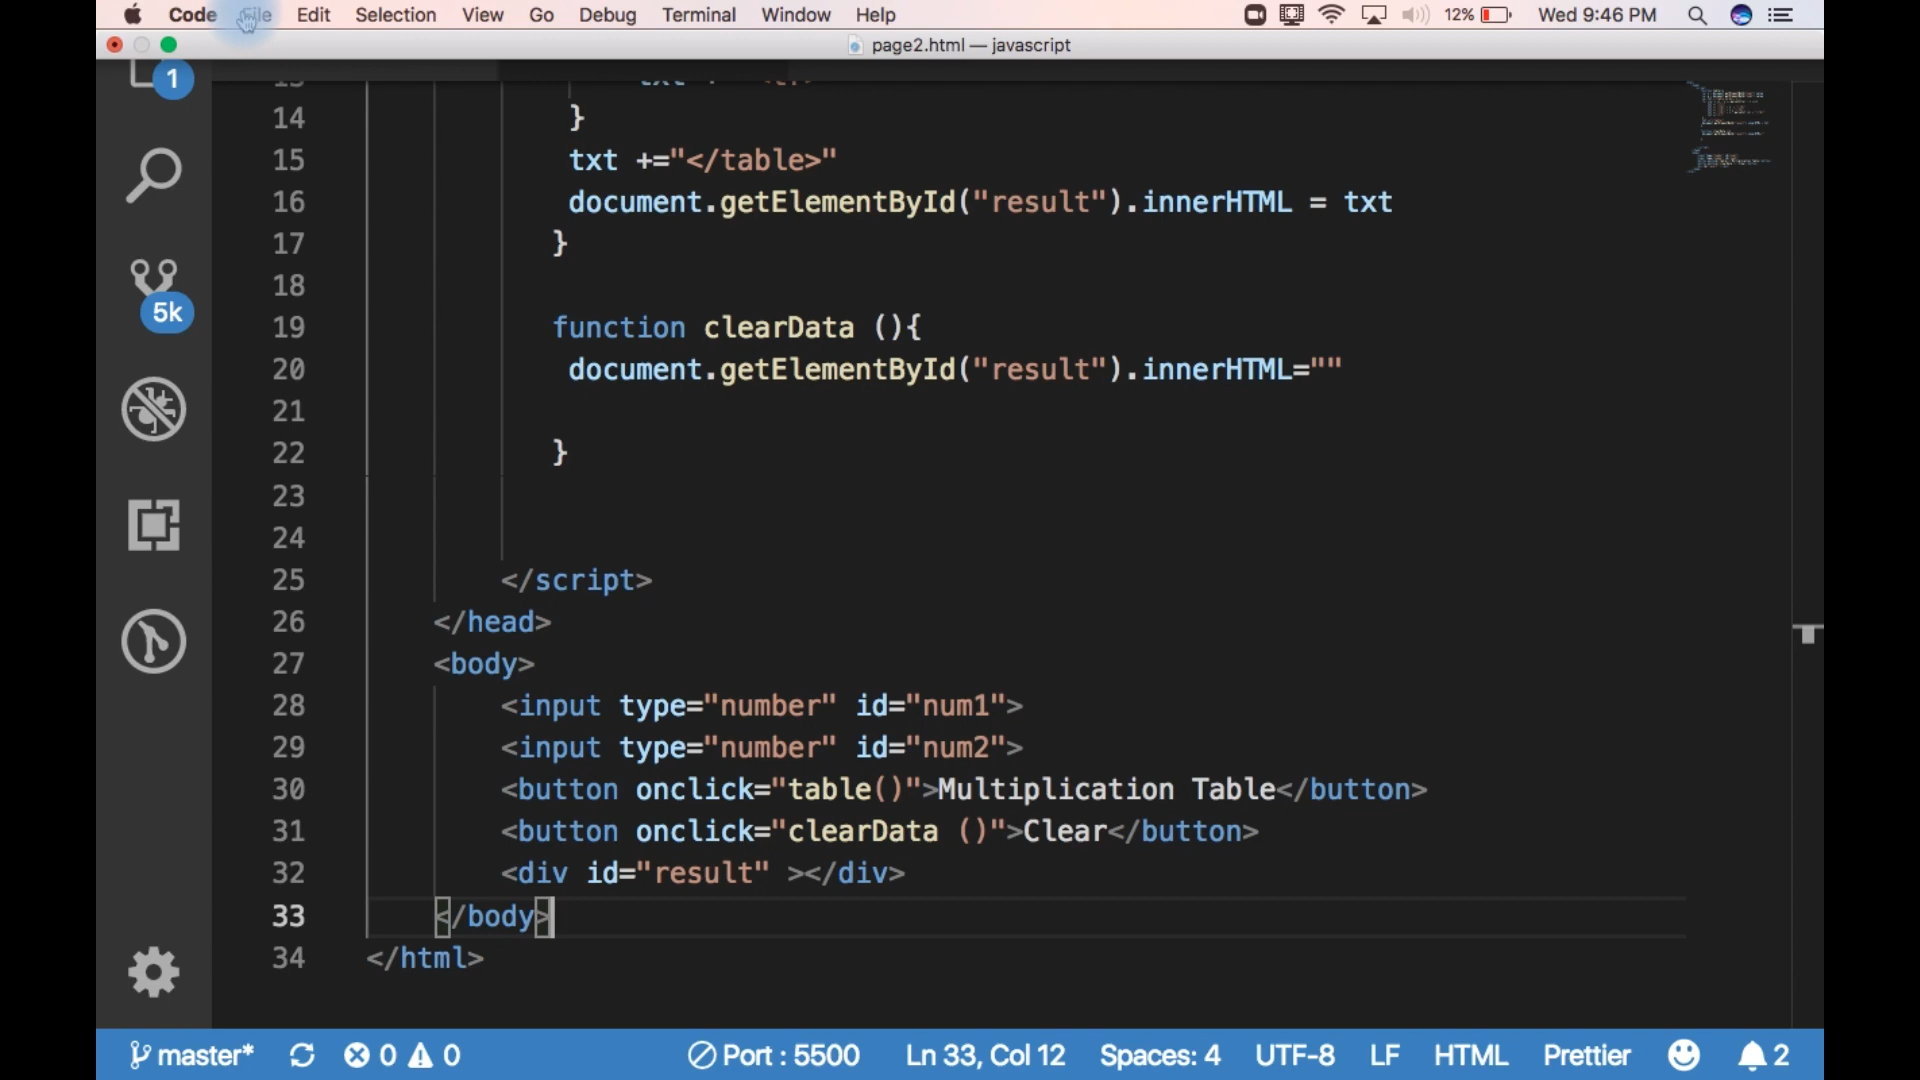 Code File Edit Selection View Go Debug Terminal Window Help 12% Wed 9:46 PM
page2.html — javascript
1
14 }
15 txt +="</table>"
16 document.getElementById("result").innerHTML = txt
17 }
18
5k
19 function clearData (){
20 document.getElementById("result").innerHTML=""
21
22 }
23
24
25 </script>
26 </head>
27 <body>
28 <input type="number" id="num1">
29 <input type="number" id="num2">
30 <button onclick="table()">Multiplication Table</button>
31 <button onclick="clearData ()">Clear</button>
32 <div id="result" ></div>
33 </body>
34 </html>
master* 0 0 Port : 5500 Ln 33, Col 12 Spaces: 4 UTF-8 LF HTML Prettier 2